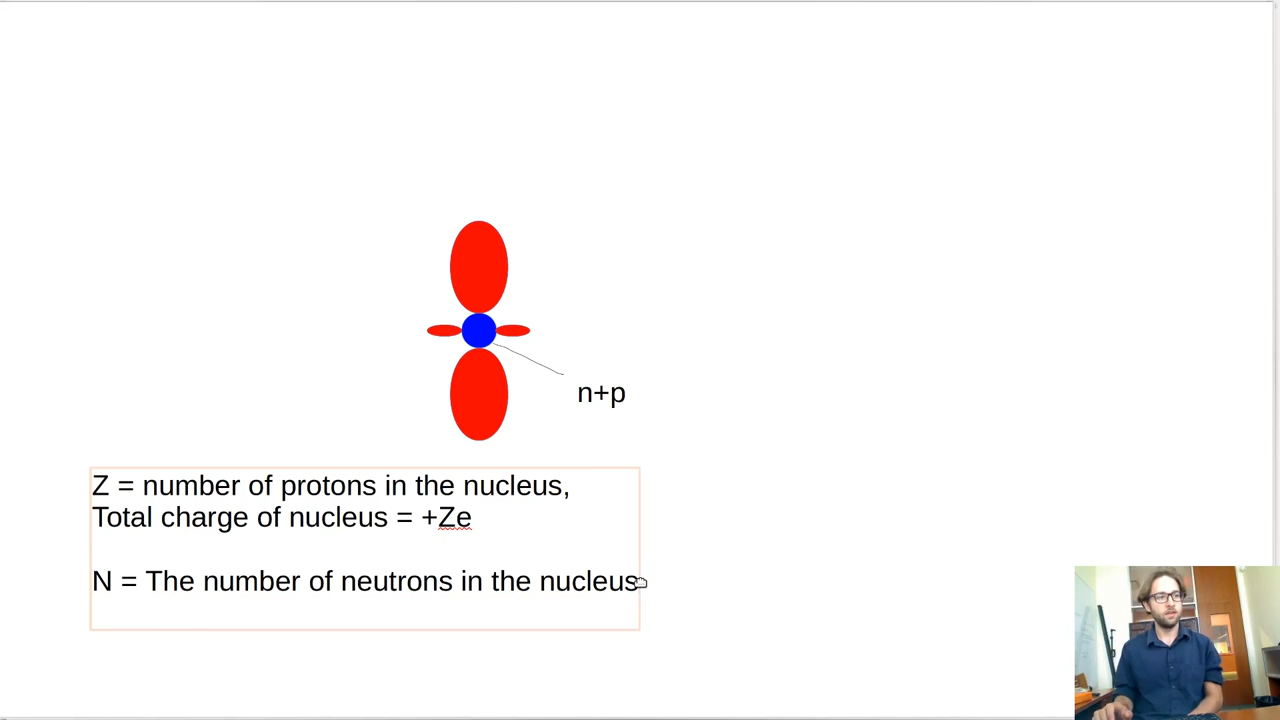 n+p
Z = number of protons in the nucleus,
Total charge of nucleus = +Ze
N = The number of neutrons in the nucleus